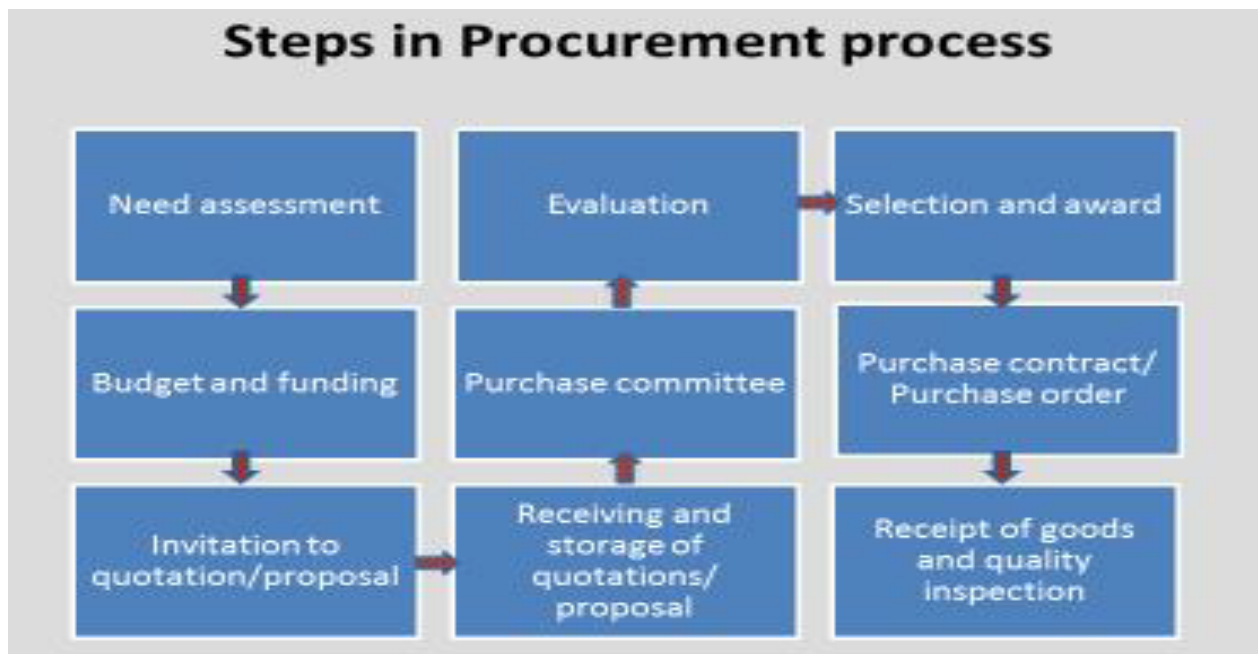 Steps in Procurement process
Need assessment
Budget and funding
Invitation to
quotation/proposal
Receiving and
storage of
quotations/
proposal
Purchase committee
Evaluation
Selection and award
Purchase contract/
Purchase order
Receipt of goods
and quality
inspection